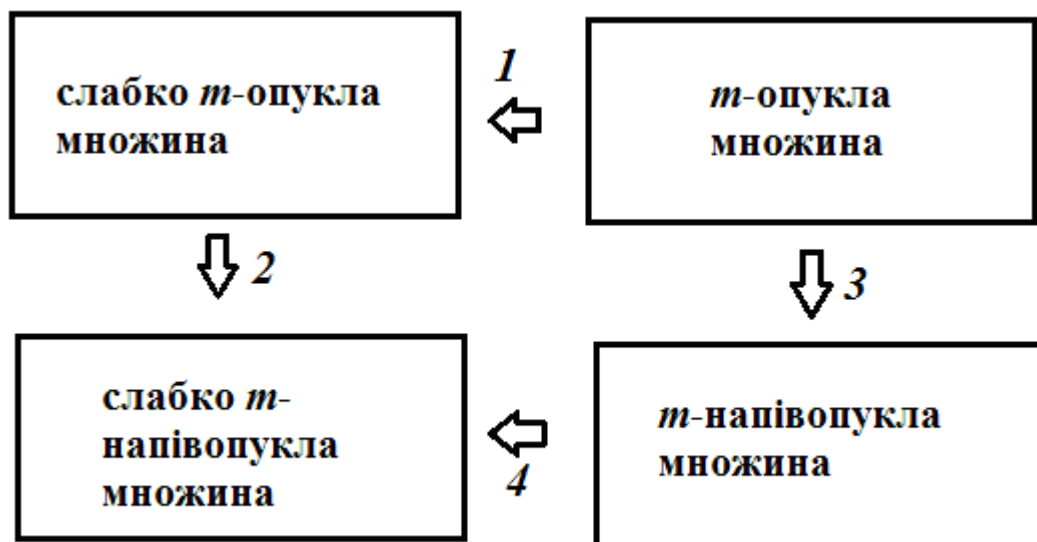 слабко m-опукла
множина
1
m-опукла
множина
2
3
слабко m-
напівопукла
множина
4
m-напівопукла
множина